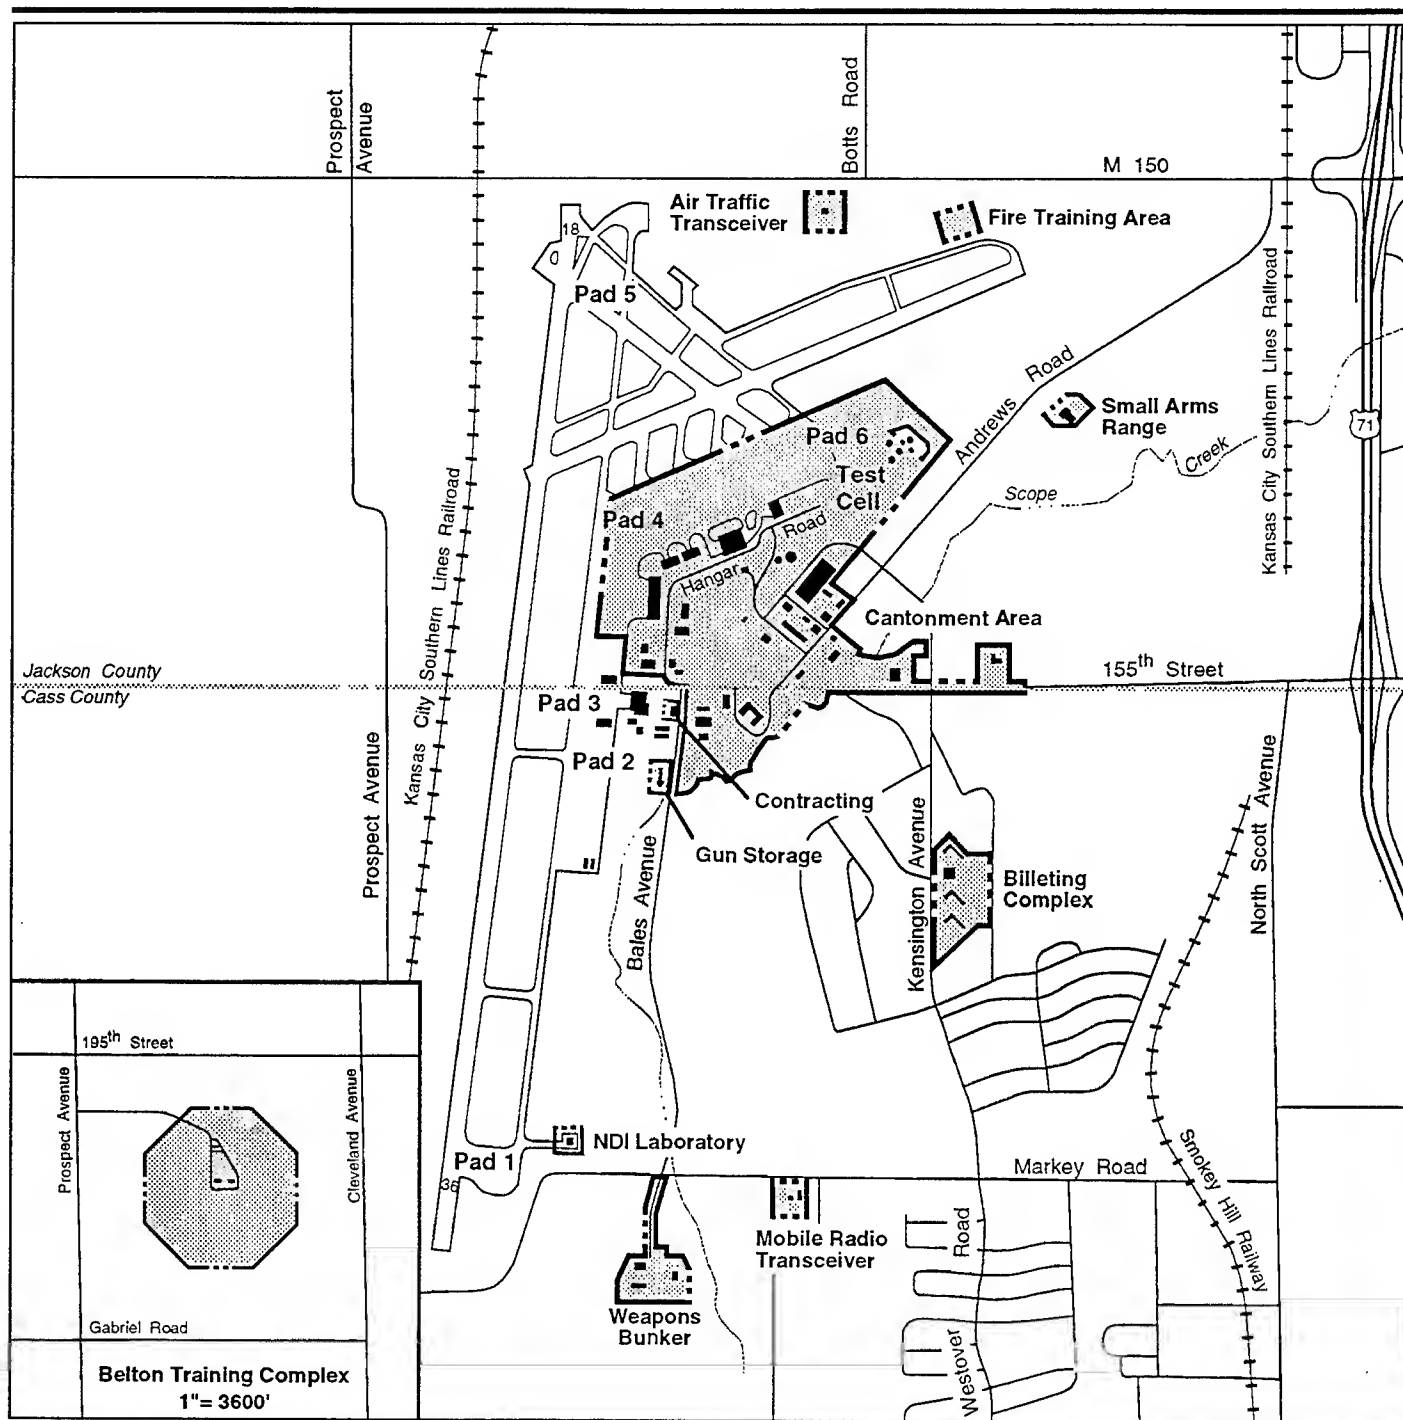 Prospect
Avenue
Botts Road
M 150
Air Traffic
Transceiver
Fire Training Area
18
Pad 5
Kansas City Southern Lines Railroad
Andrews Road
Small Arms
Range
71
Pad 6
Test
Cell
Scope Creek
Pad 4
Hangar Road
Kansas City Southern Lines Railroad
Cantonment Area
Jackson County
Cass County
155th Street
Pad 3
Pad 2
Prospect Avenue
Contracting
Gun Storage
Bales Avenue
Kensington Avenue
Billeting
Complex
North Scott Avenue
195th Street
Prospect Avenue
Cleveland Avenue
NDI Laboratory
Pad 1
36
Markey Road
Smokey Hill Railway
Mobile Radio
Transceiver
Westover Road
Weapons
Bunker
Gabriel Road
Belton Training Complex
1"= 3600'